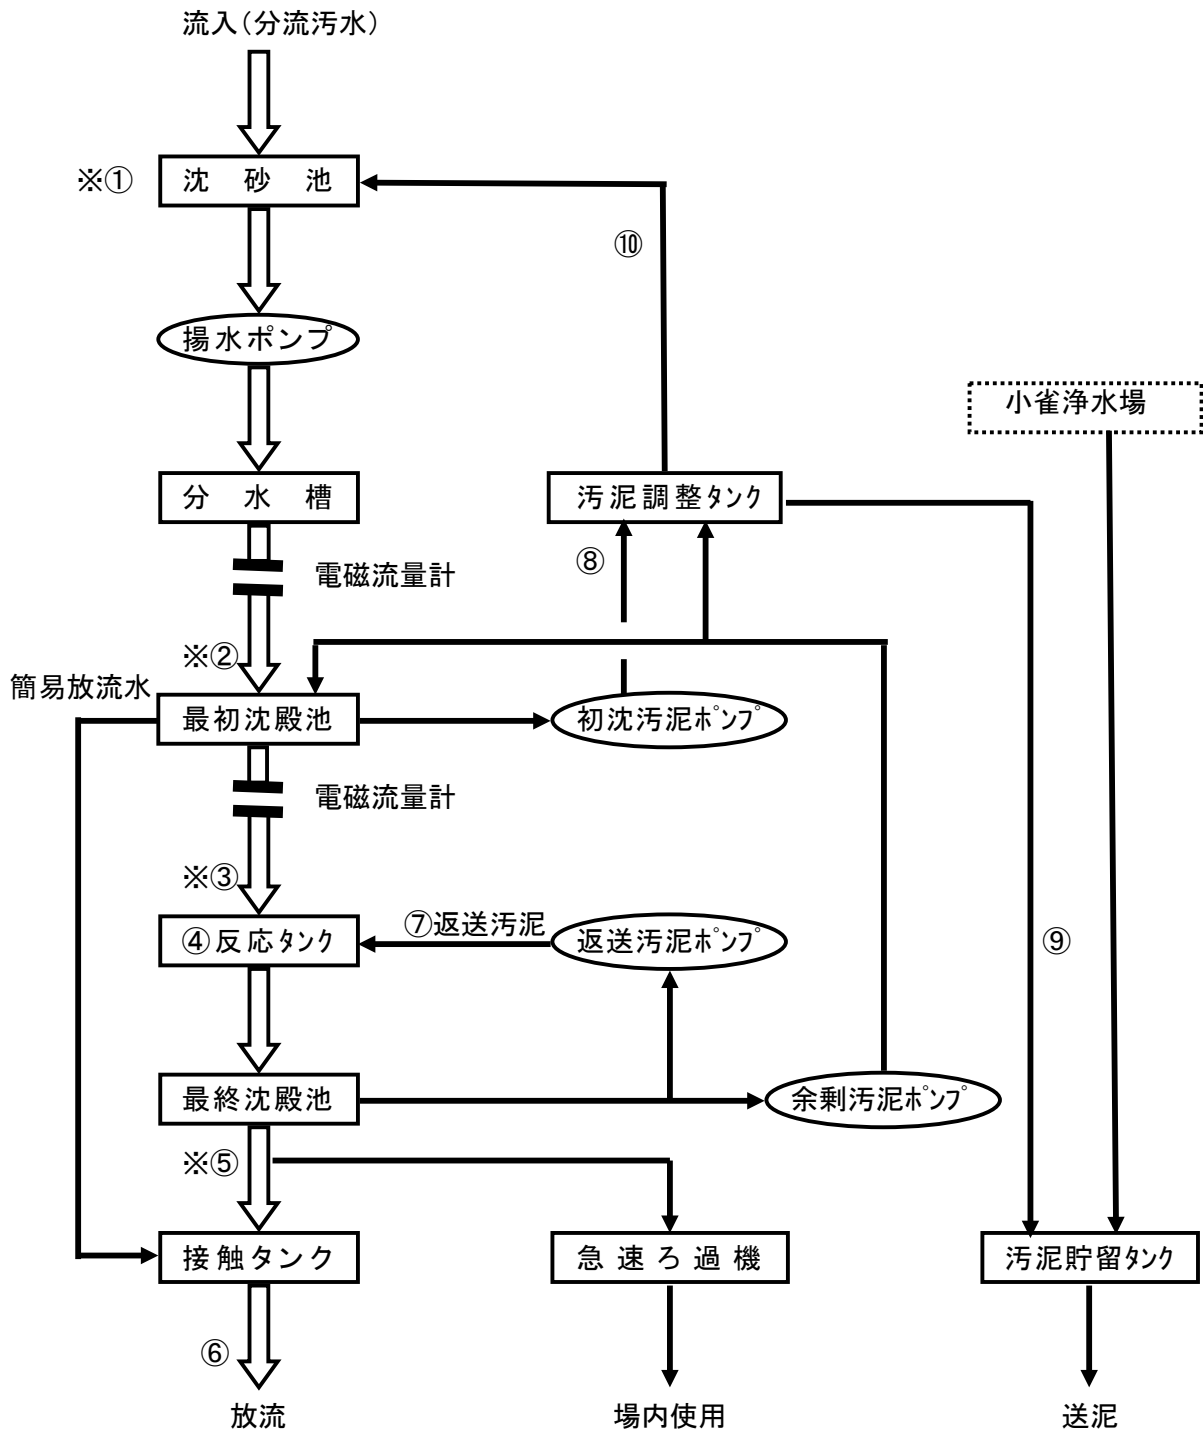 流入(分流汚水)
※① 沈砂池
⑩
揚水ポンプ
小雀浄水場
分水槽
汚泥調整ﾀﾝｸ
電磁流量計
⑧
※②
簡易放流水
最初沈殿池
初沈汚泥ﾎﾟﾝﾌﾟ
電磁流量計
※③
④反応ﾀﾝｸ
⑦返送汚泥
返送汚泥ﾎﾟﾝﾌﾟ
⑨
最終沈殿池
余剰汚泥ﾎﾟﾝﾌﾟ
※⑤
接触タンク
急速ろ過機
汚泥貯留ﾀﾝｸ
⑥
放流
場内使用
送泥